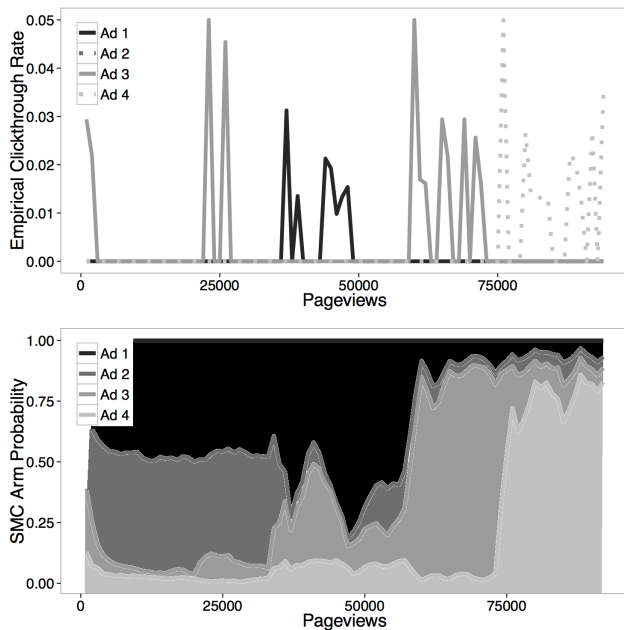 Empirical Clickthrough Rate
0.05
0.04
0.03
0.02
0.01
0.00
Ad 1
Ad 2
Ad 3
Ad 4
0
25000
50000
75000
Pageviews
SMC Arm Probability
1.00
0.75
0.50
0.25
0.00
Ad 1
Ad 2
Ad 3
Ad 4
0
25000
50000
75000
Pageviews